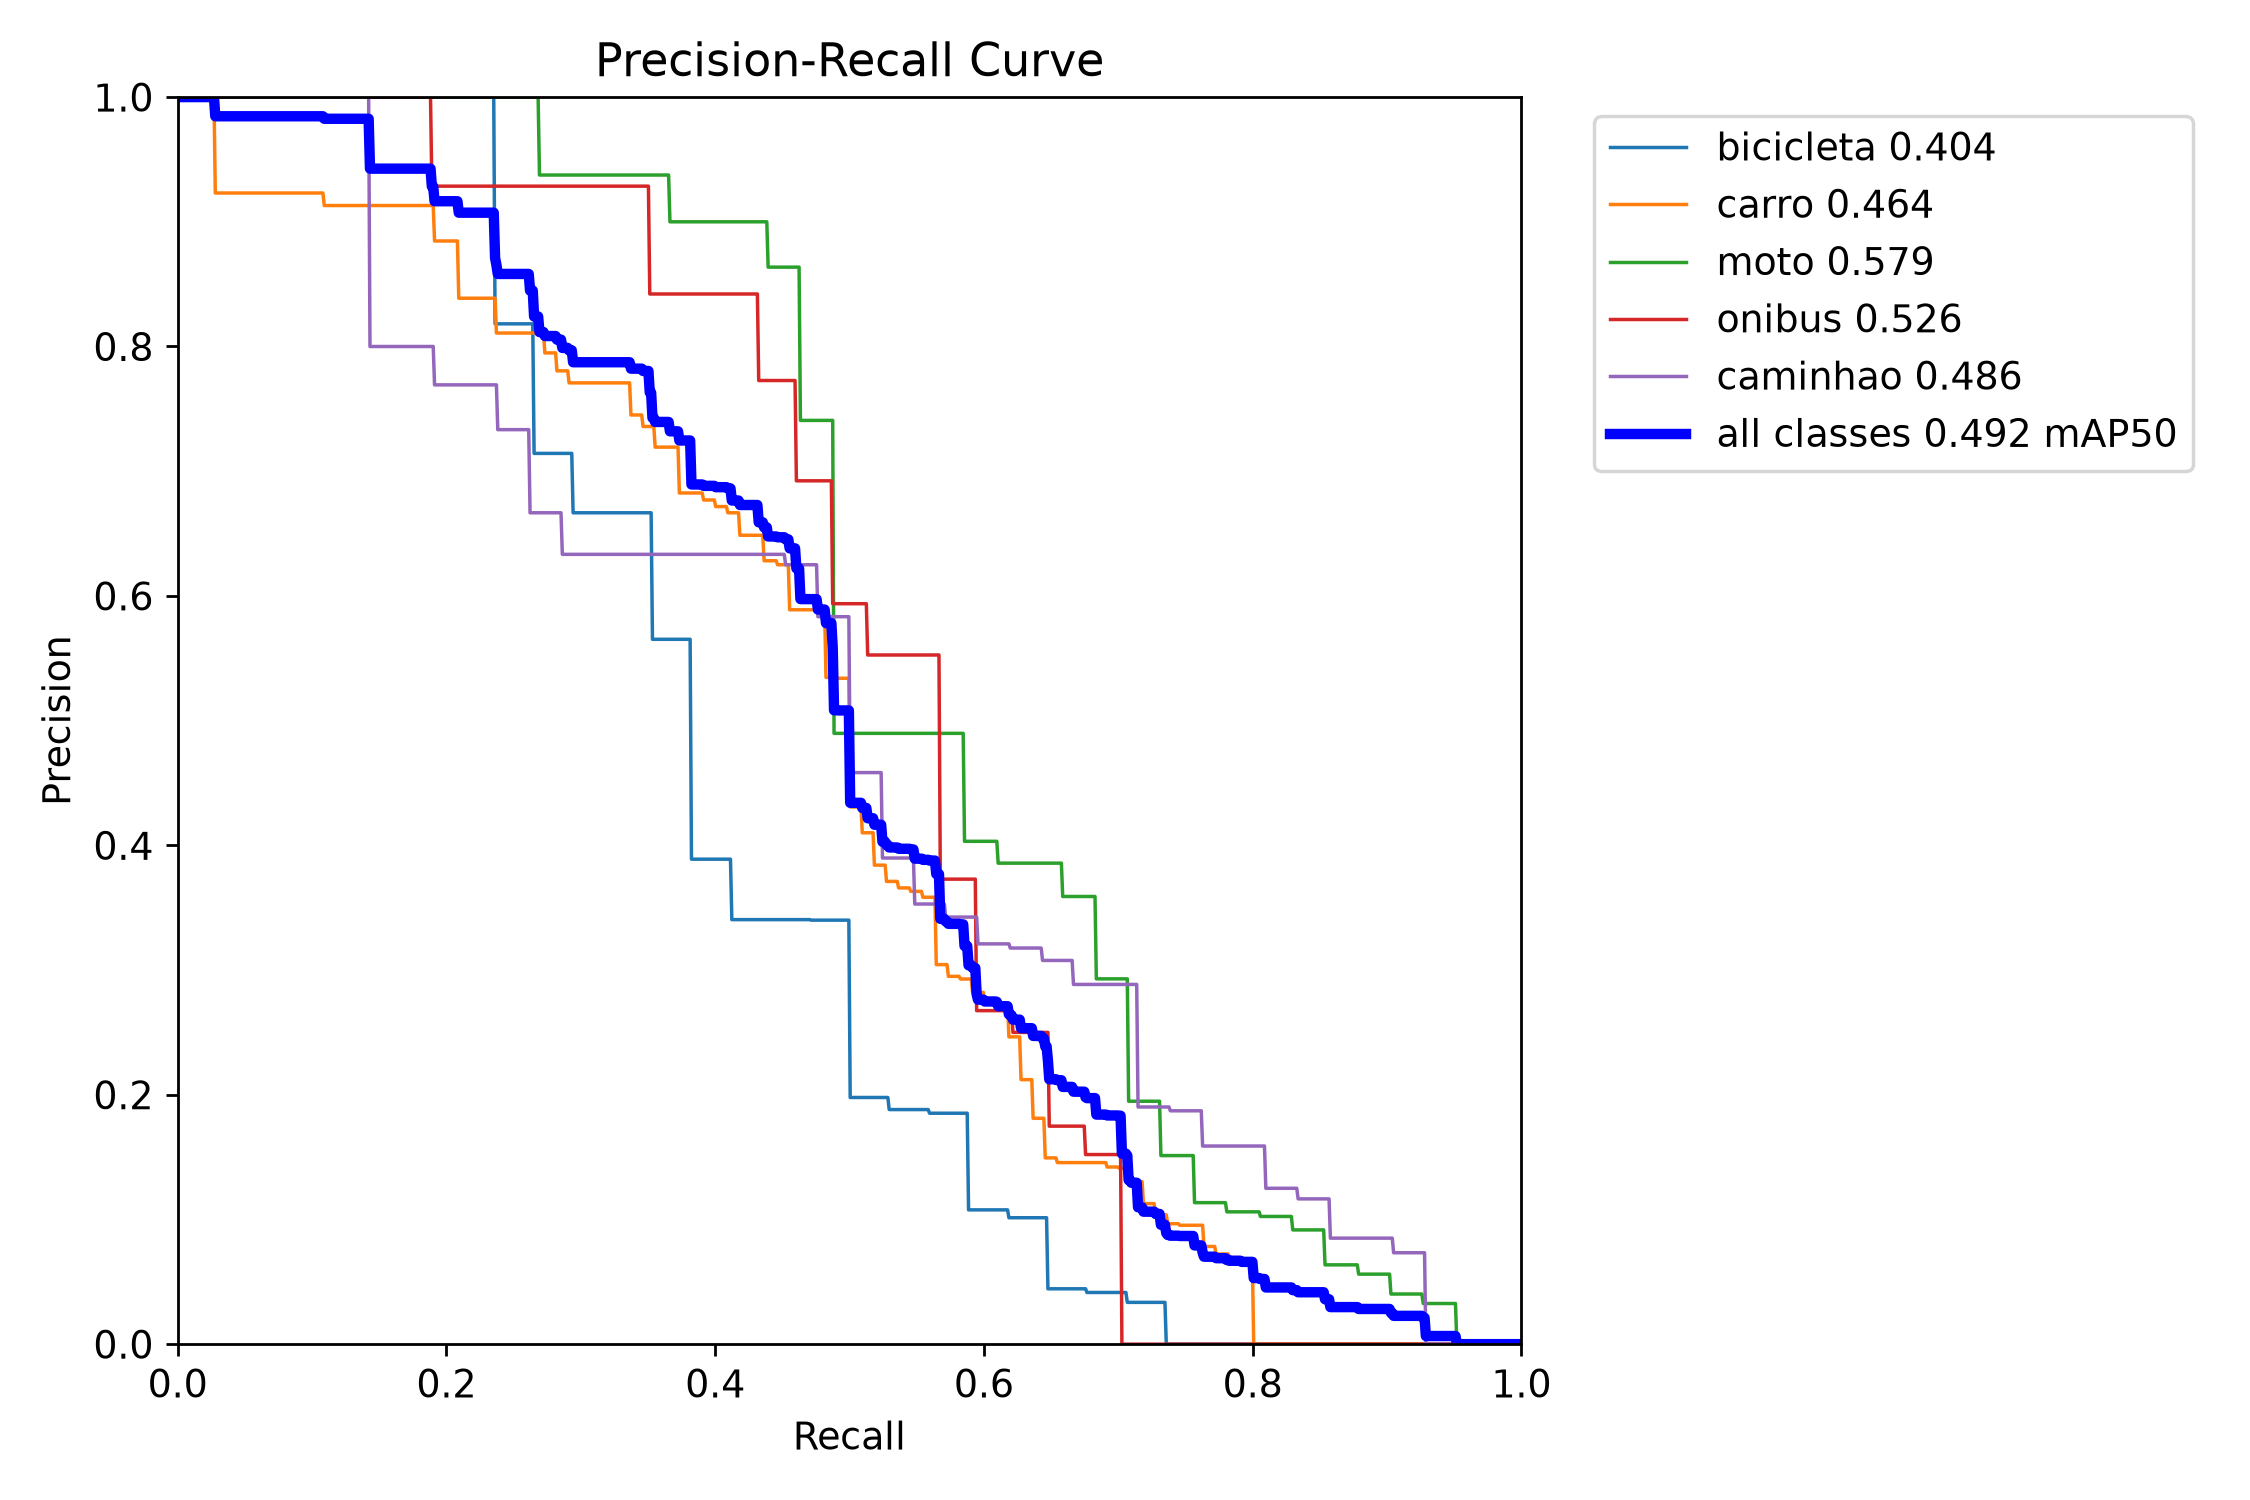 Precision-Recall Curve
1.0
0.8
0.6
0.4
0.2
0.0
Precision
0.0 0.2 0.4 0.6 0.8 1.0
Recall
bicicleta 0.404
carro 0.464
moto 0.579
onibus 0.526
caminhao 0.486
all classes 0.492 mAP50